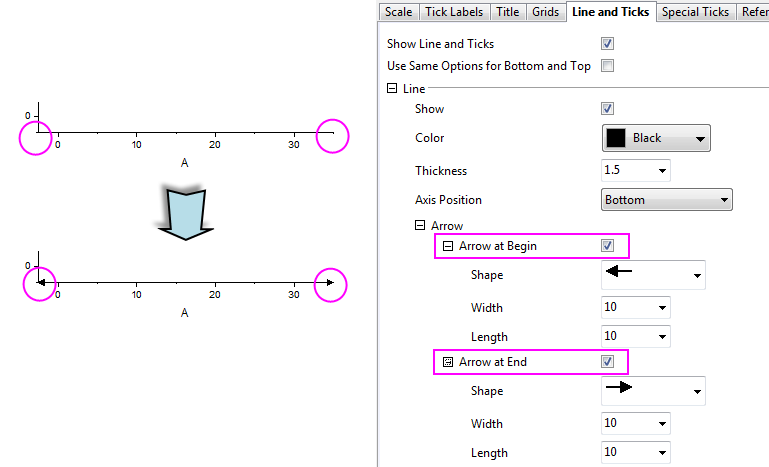 0
0 10 20 30
A
0
0 10 20 30
A
Scale Tick Labels Title Grids Line and Ticks Special Ticks Refer
Show Line and Ticks
Use Same Options for Bottom and Top
Line
Show
Color Black
Thickness 1.5
Axis Position Bottom
Arrow
Arrow at Begin
Shape
Width 10
Length 10
Arrow at End
Shape
Width 10
Length 10